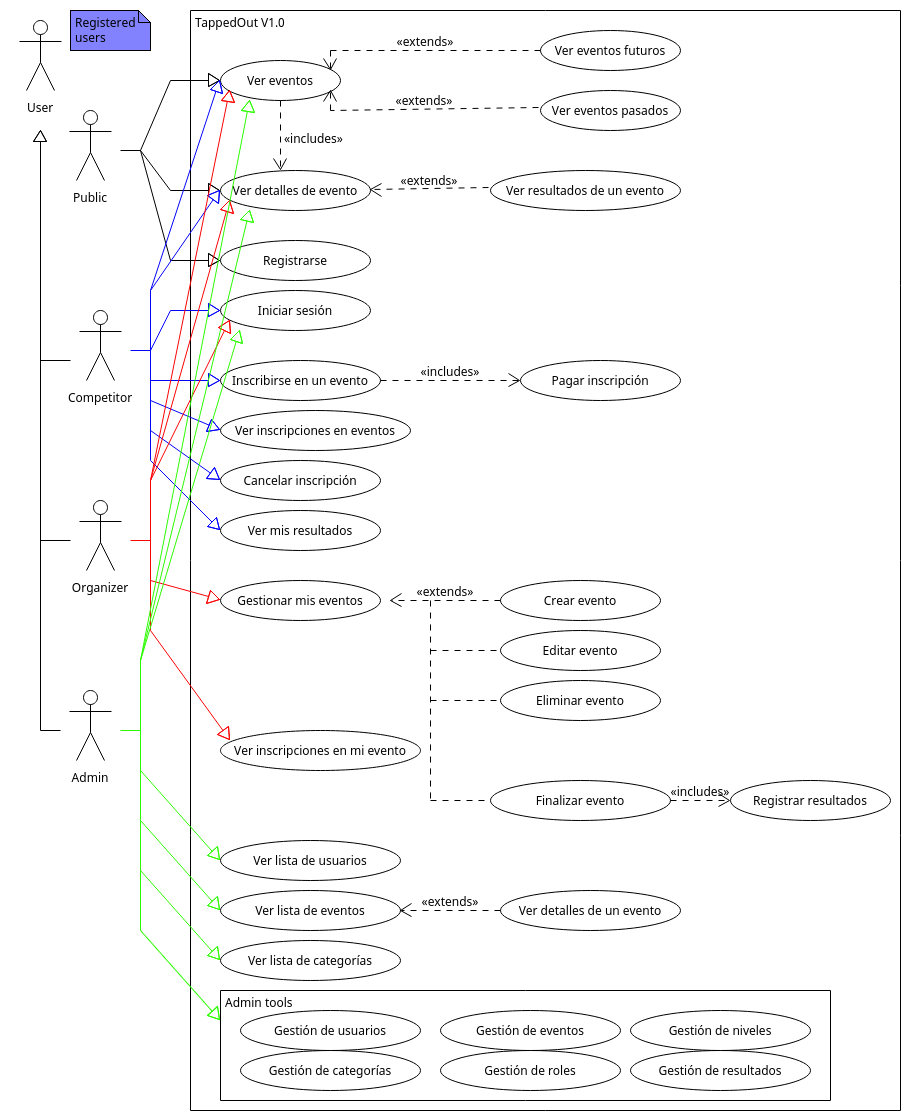 Registered
users
TappedOut V1.0
User
Public
Competitor
Organizer
Admin
Ver eventos
«extends»
Ver eventos futuros
«extends»
Ver eventos pasados
«includes»
Ver detalles de evento
«extends»
Ver resultados de un evento
Registrarse
Iniciar sesión
Inscribirse en un evento
«includes»
Pagar inscripción
Ver inscripciones en eventos
Cancelar inscripción
Ver mis resultados
Gestionar mis eventos
«extends»
Crear evento
Editar evento
Eliminar evento
Ver inscripciones en mi evento
Finalizar evento
«includes»
Registrar resultados
Ver lista de usuarios
Ver lista de eventos
«extends»
Ver detalles de un evento
Ver lista de categorías
Admin tools
Gestión de usuarios
Gestión de eventos
Gestión de niveles
Gestión de categorías
Gestión de roles
Gestión de resultados